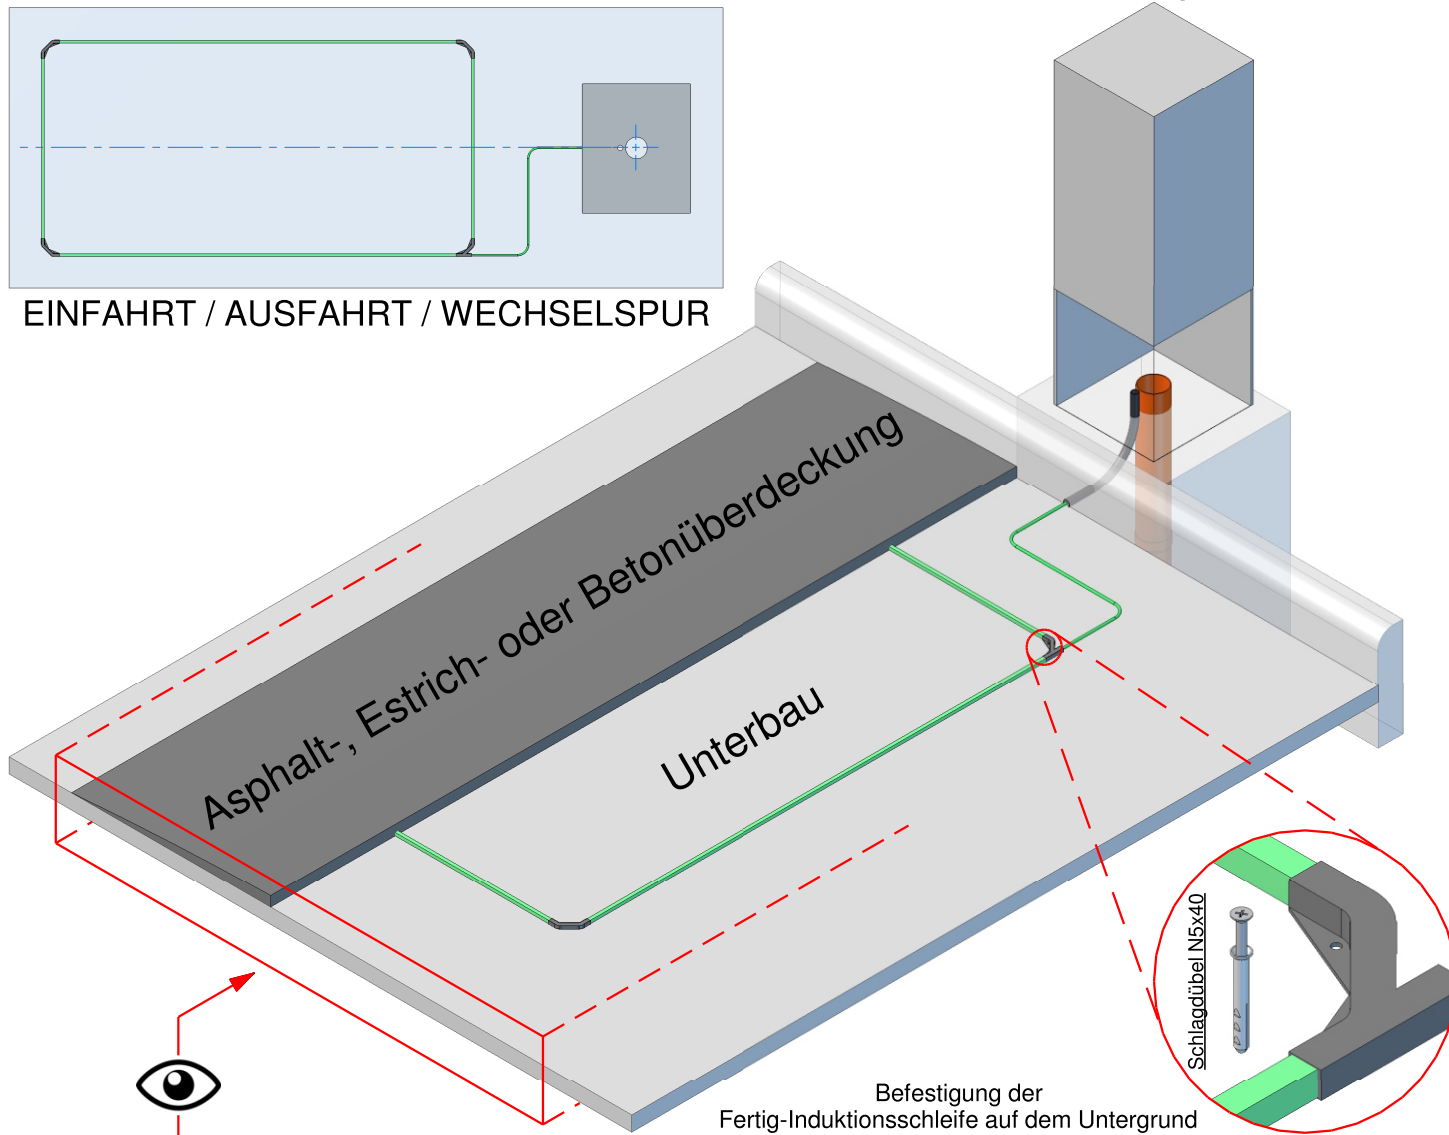 EINFAHRT / AUSFAHRT / WECHSELSPUR
Asphalt-, Estrich- oder Betonüberdeckung
Unterbau
Schlagdübel N5x40
Befestigung der
Fertig-Induktionsschleife auf dem Untergrund